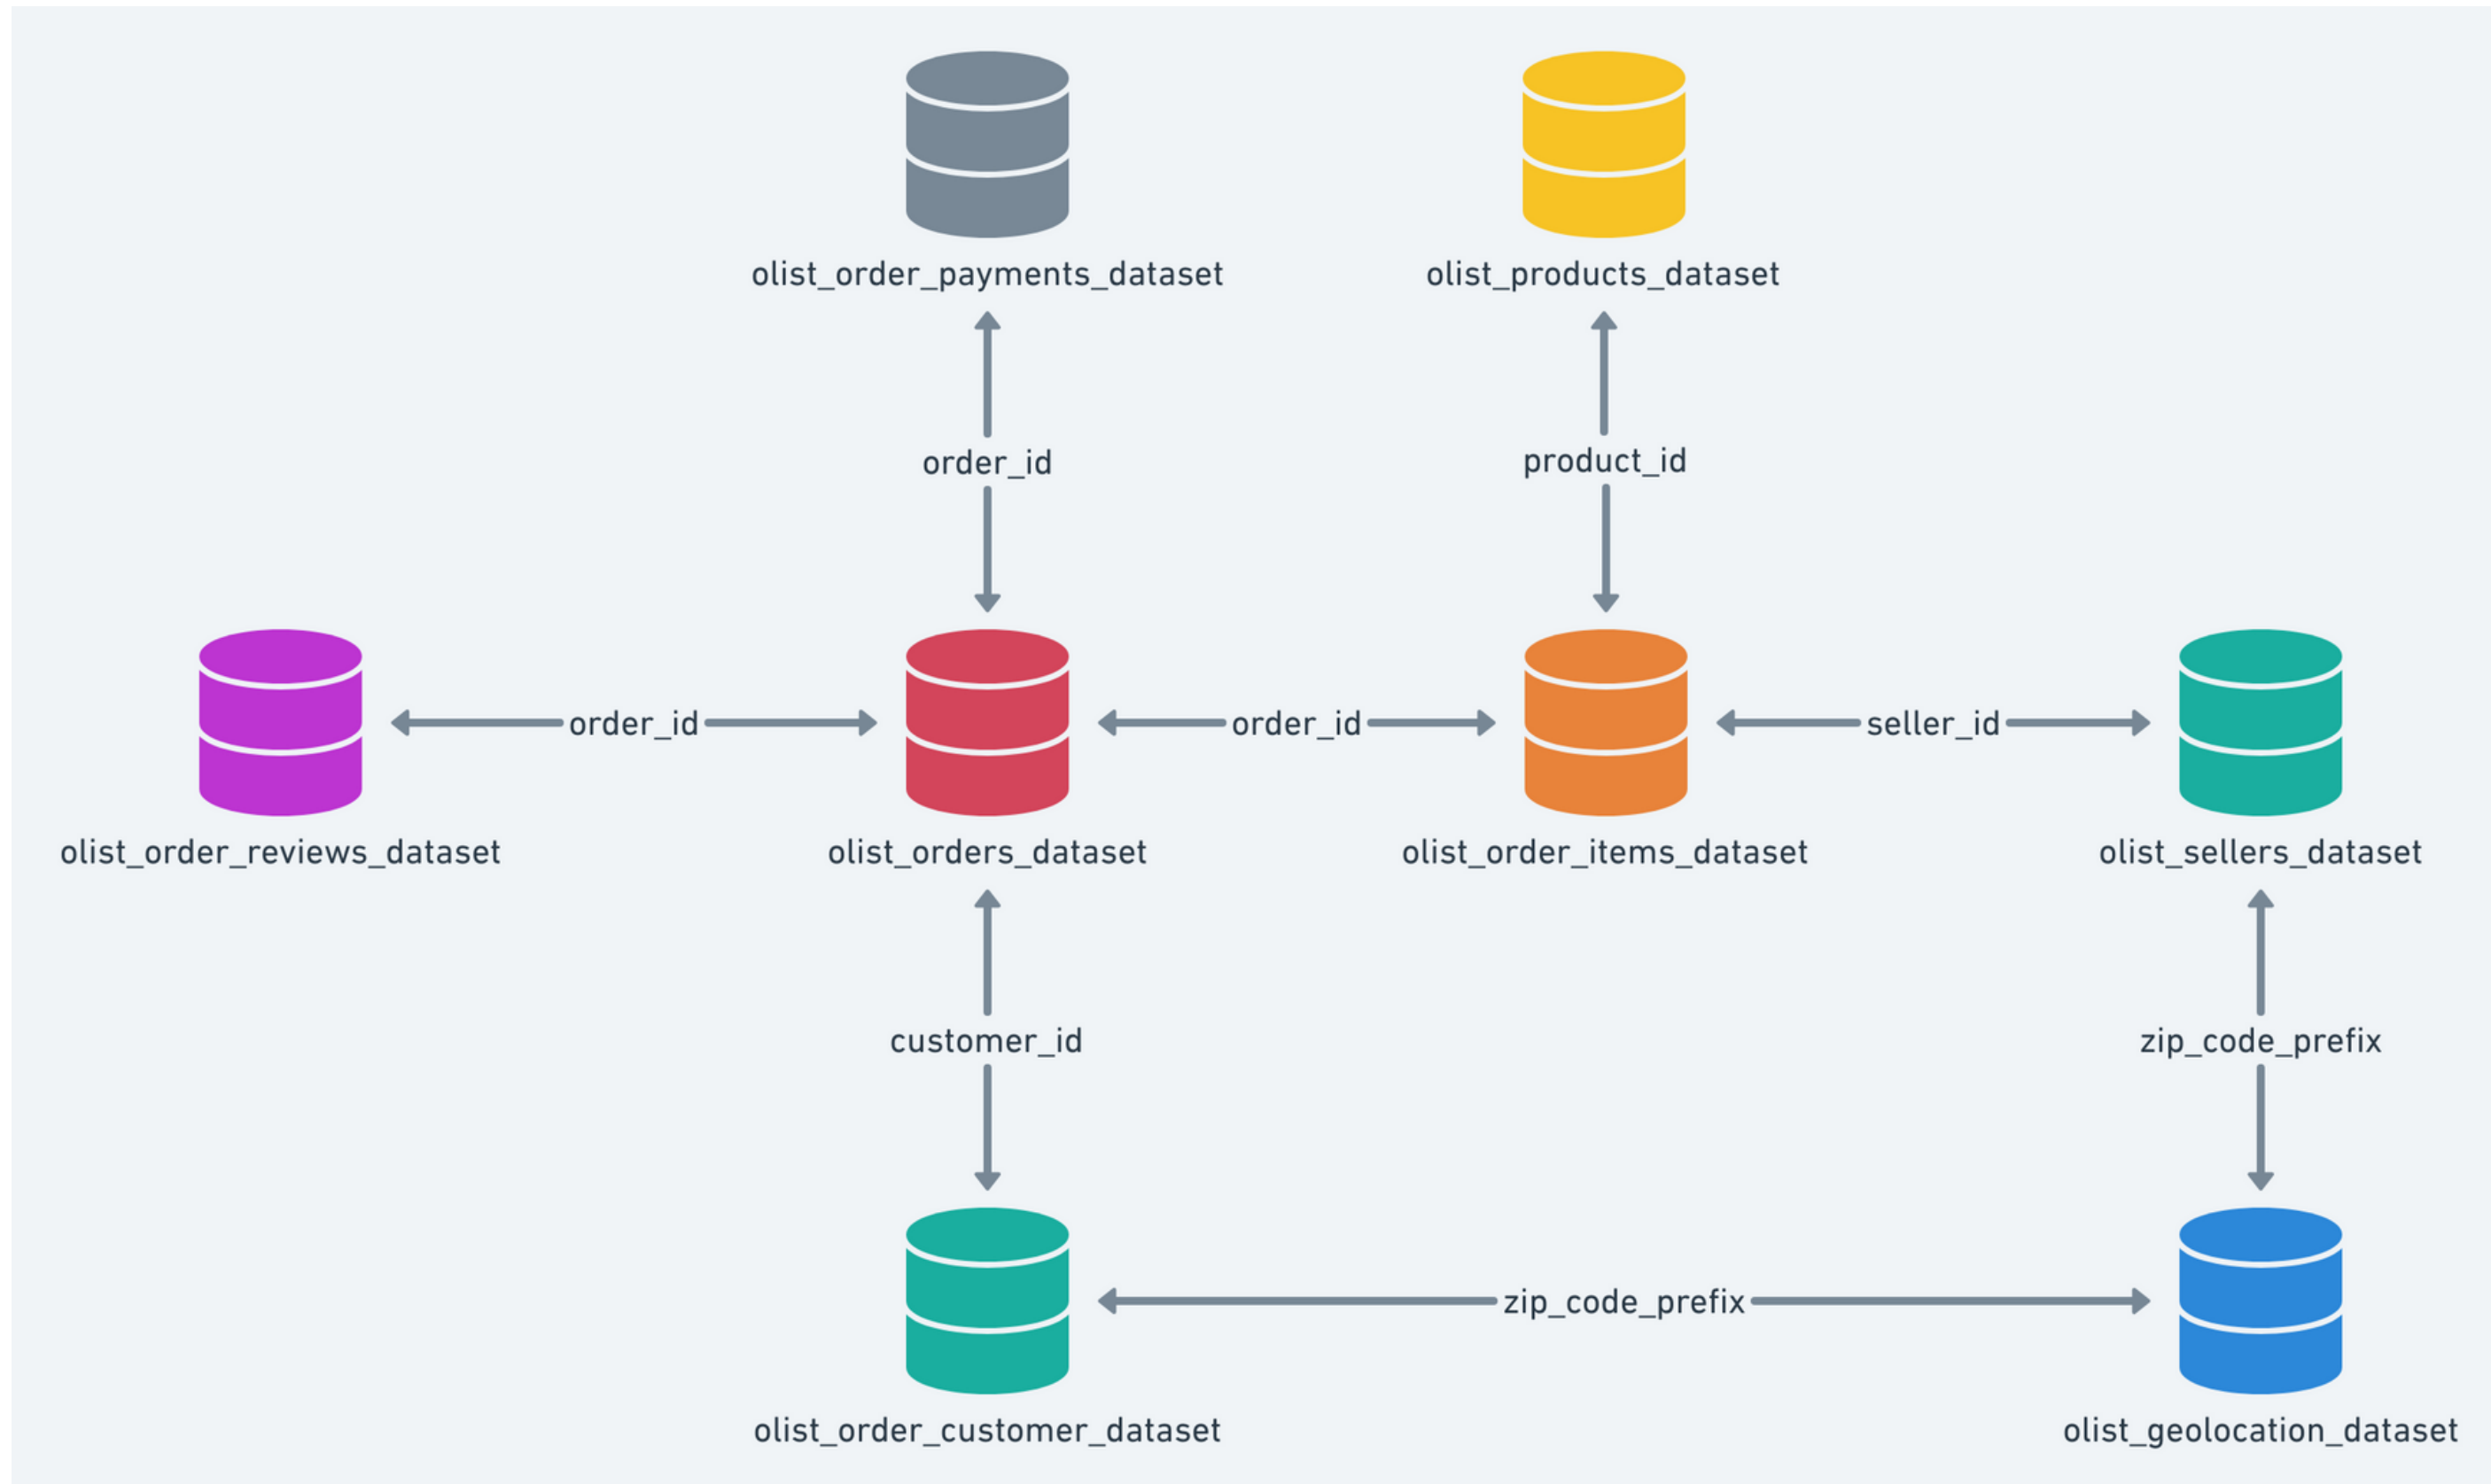 olist_order_payments_dataset
olist_products_dataset
order_id
product_id
order_id
order_id
seller_id
olist_order_reviews_dataset
olist_orders_dataset
olist_order_items_dataset
olist_sellers_dataset
customer_id
zip_code_prefix
zip_code_prefix
olist_order_customer_dataset
olist_geolocation_dataset